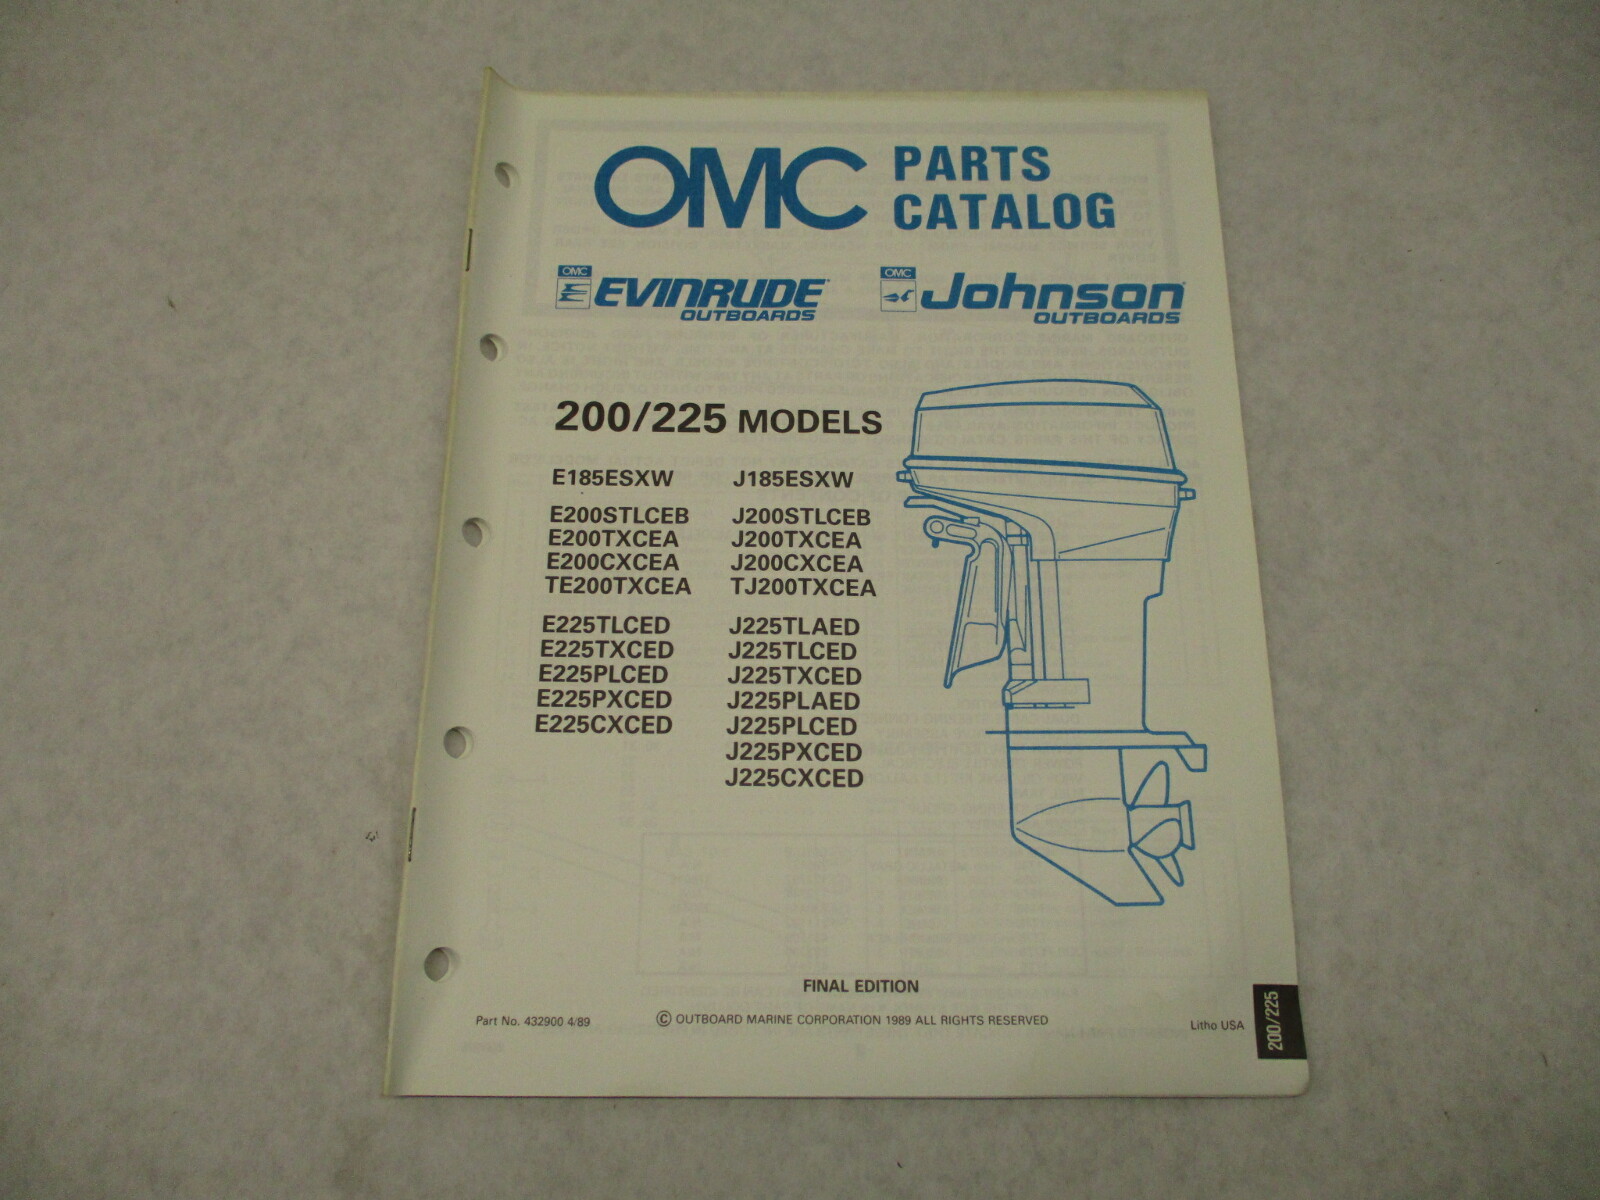 OMC PARTS
CATALOG
OMC
EVINRUDE
OUTBOARDS
OMC
Johnson
OUTBOARDS
200/225 MODELS
E185ESXW J185ESXW
E200STLCEB J200STLCEB
E200TXCEA J200TXCEA
E200CXCEA J200CXCEA
TE200TXCEA TJ200TXCEA
E225TLCED J225TLAED
E225TXCED J225TLCED
E225PLCED J225TXCED
E225PXCED J225PLAED
E225CXCED J225PLCED
J225PXCED
J225CXCED
FINAL EDITION
Part No. 432900 4/89
© OUTBOARD MARINE CORPORATION 1989 ALL RIGHTS RESERVED
Litho USA
200/225